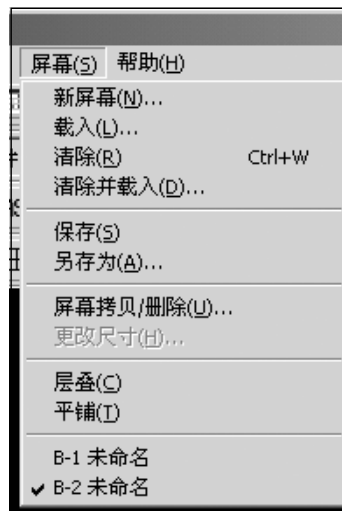 屏幕(S) 帮助(H)
新屏幕(N)...
载入(L)...
清除(R) Ctrl+W
清除并载入(D)...
保存(S)
另存为(A)...
屏幕拷贝/删除(U)...
更改尺寸(H)...
层叠(C)
平铺(T)
B-1 未命名
B-2 未命名